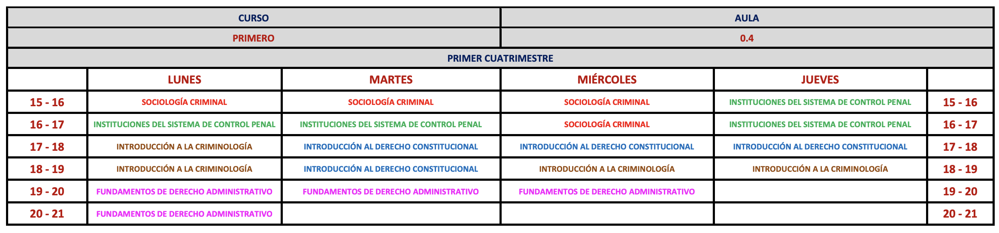 CURSO AULA
PRIMERO 0.4
PRIMER CUATRIMESTRE
LUNES MARTES MIÉRCOLES JUEVES
15 - 16 SOCIOLOGÍA CRIMINAL SOCIOLOGÍA CRIMINAL SOCIOLOGÍA CRIMINAL INSTITUCIONES DEL SISTEMA DE CONTROL PENAL 15 - 16
16 - 17 INSTITUCIONES DEL SISTEMA DE CONTROL PENAL INSTITUCIONES DEL SISTEMA DE CONTROL PENAL SOCIOLOGÍA CRIMINAL INSTITUCIONES DEL SISTEMA DE CONTROL PENAL 16 - 17
17 - 18 INTRODUCCIÓN A LA CRIMINOLOGÍA INTRODUCCIÓN AL DERECHO CONSTITUCIONAL INTRODUCCIÓN AL DERECHO CONSTITUCIONAL INTRODUCCIÓN AL DERECHO CONSTITUCIONAL 17 - 18
18 - 19 INTRODUCCIÓN A LA CRIMINOLOGÍA INTRODUCCIÓN AL DERECHO CONSTITUCIONAL INTRODUCCIÓN A LA CRIMINOLOGÍA INTRODUCCIÓN A LA CRIMINOLOGÍA 18 - 19
19 - 20 FUNDAMENTOS DE DERECHO ADMINISTRATIVO FUNDAMENTOS DE DERECHO ADMINISTRATIVO FUNDAMENTOS DE DERECHO ADMINISTRATIVO 19 - 20
20 - 21 FUNDAMENTOS DE DERECHO ADMINISTRATIVO 20 - 21